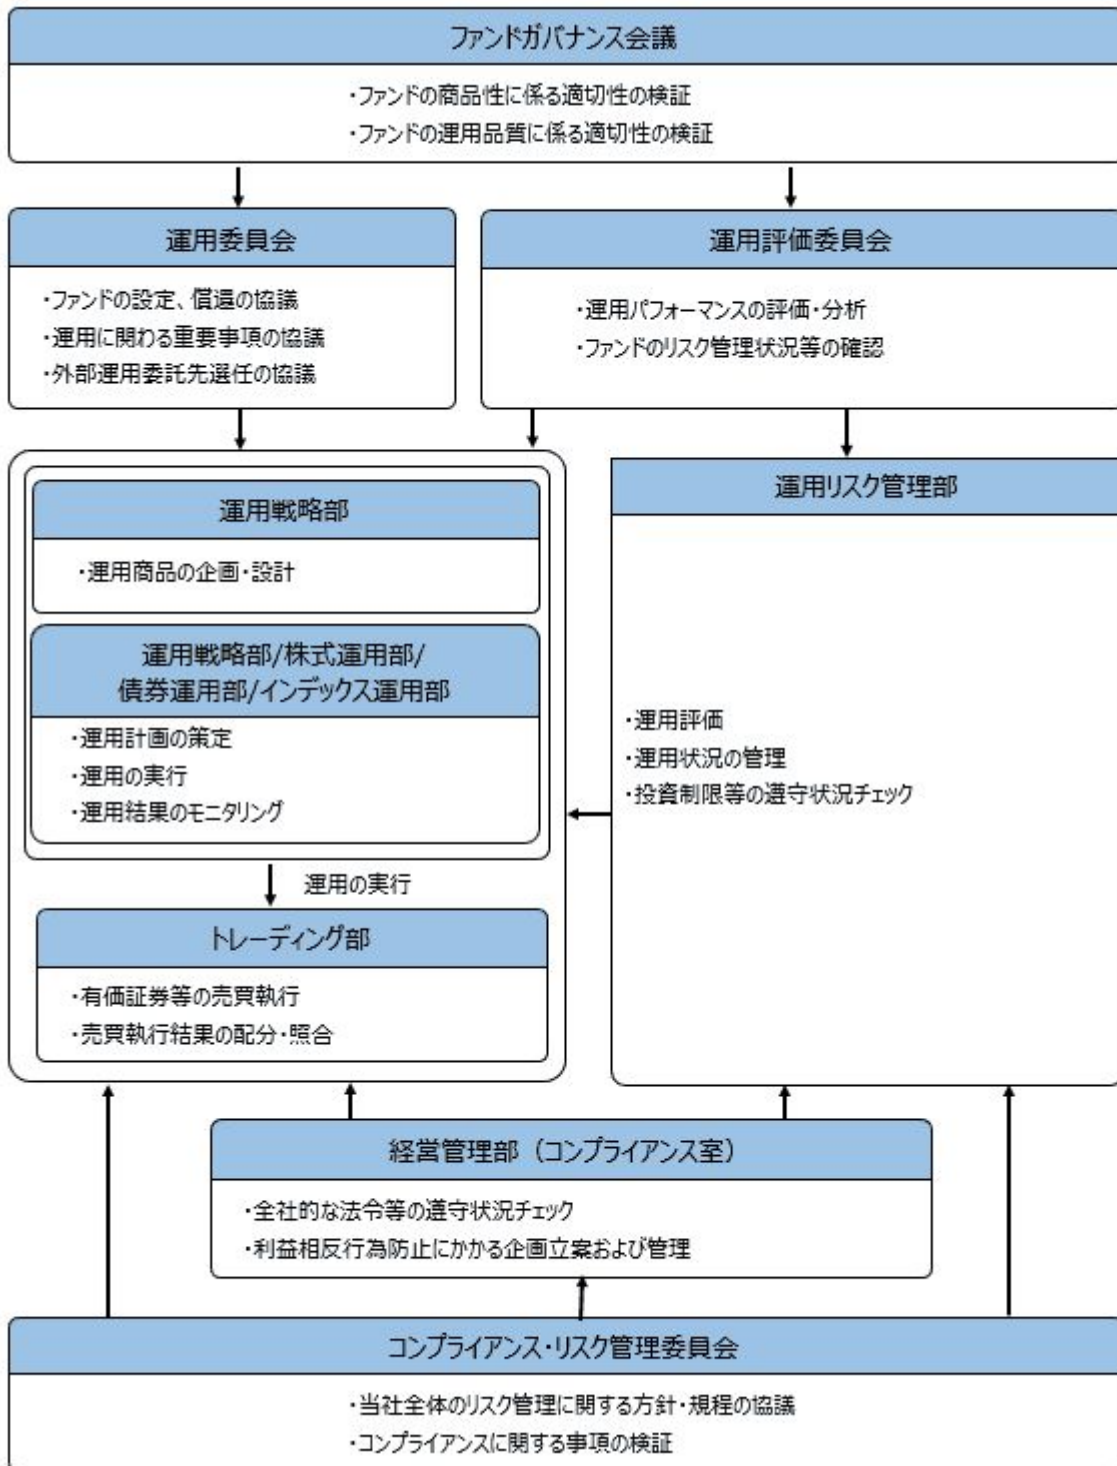 ファンドガバナンス会議
・ファンドの商品性に係る適切性の検証
・ファンドの運用品質に係る適切性の検証
運用委員会
・ファンドの設定、償還の協議
・運用に関わる重要事項の協議
・外部運用委託先選任の協議
運用評価委員会
・運用パフォーマンスの評価・分析
・ファンドのリスク管理状況等の確認
運用戦略部
・運用商品の企画・設計
運用戦略部/株式運用部/
債券運用部/インデックス運用部
・運用計画の策定
・運用の実行
・運用結果のモニタリング
運用の実行
トレーディング部
・有価証券等の売買執行
・売買執行結果の配分・照合
運用リスク管理部
・運用評価
・運用状況の管理
・投資制限等の遵守状況チェック
経営管理部（コンプライアンス室）
・全社的な法令等の遵守状況チェック
・利益相反行為防止にかかる企画立案および管理
コンプライアンス・リスク管理委員会
・当社全体のリスク管理に関する方針・規程の協議
・コンプライアンスに関する事項の検証